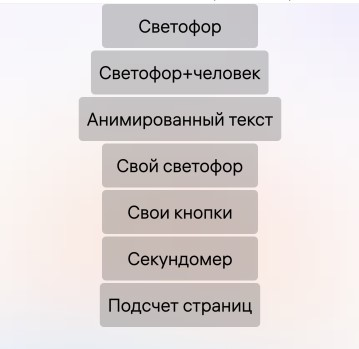 Светофор
Светофор+человек
Анимированный текст
Свой светофор
Свои кнопки
Секундомер
Подсчет страниц